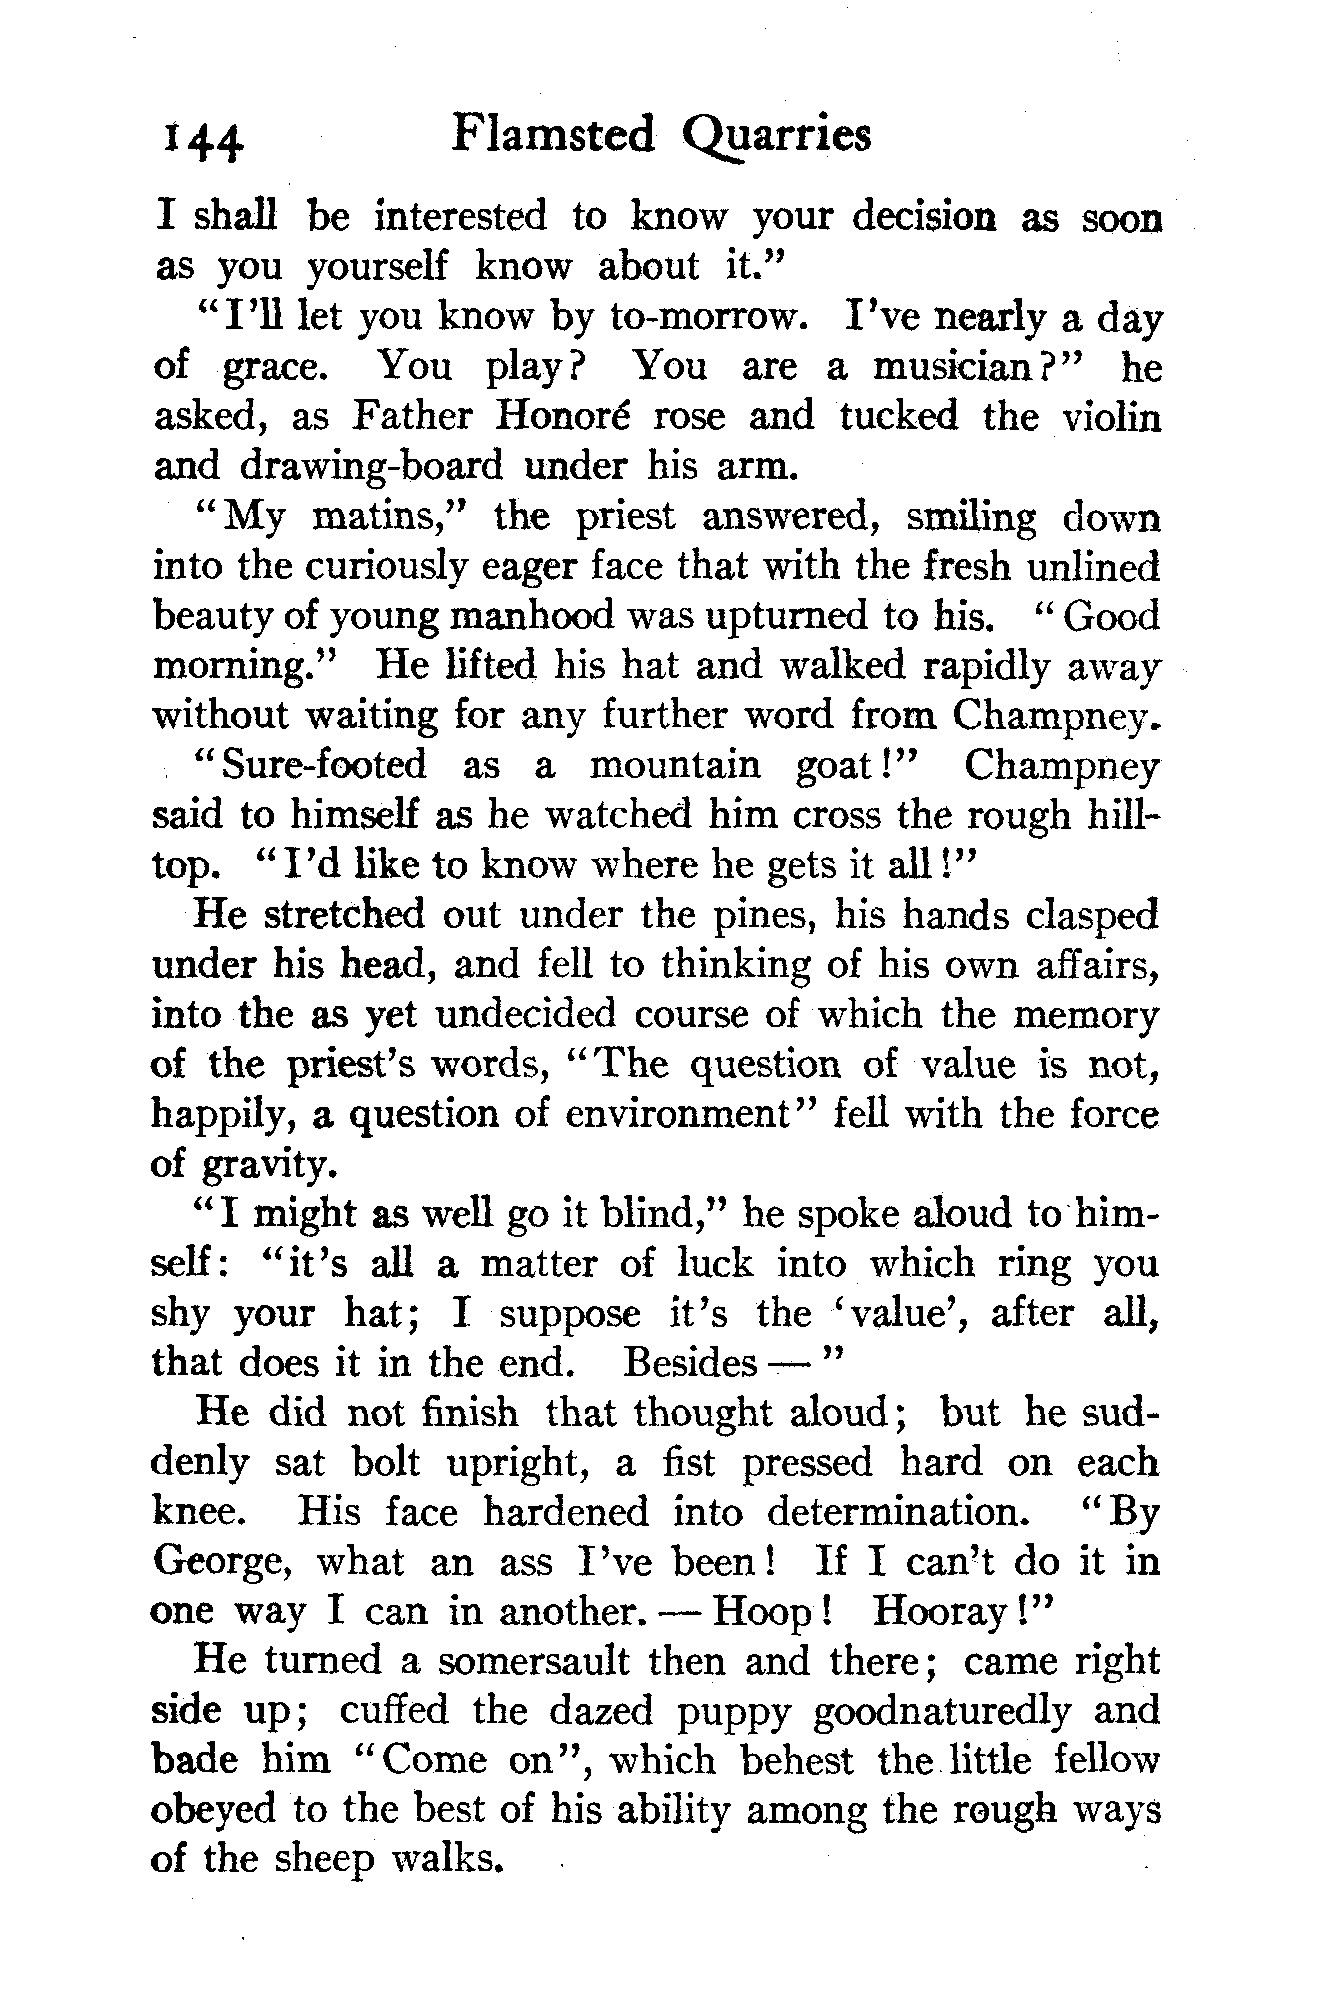 144 Flamsted Quarries
I shall be interested to know your decision as soon
as you yourself know about it."
"I'll let you know by to-morrow. I've nearly a day
of grace. You play? You are a musician?" he
asked, as Father Honoré rose and tucked the violin
and drawing-board under his arm.
"My matins," the priest answered, smiling down
into the curiously eager face that with the fresh unlined
beauty of young manhood was upturned to his. "Good
morning." He lifted his hat and walked rapidly away
without waiting for any further word from Champney.
"Sure-footed as a mountain goat!" Champney
said to himself as he watched him cross the rough hill-
top. "I'd like to know where he gets it all!"
He stretched out under the pines, his hands clasped
under his head, and fell to thinking of his own affairs,
into the as yet undecided course of which the memory
of the priest's words, "The question of value is not,
happily, a question of environment" fell with the force
of gravity.
"I might as well go it blind," he spoke aloud to him-
self: "it's all a matter of luck into which ring you
shy your hat; I suppose it's the 'value', after all,
that does it in the end. Besides — "
He did not finish that thought aloud; but he sud-
denly sat bolt upright, a fist pressed hard on each
knee. His face hardened into determination. "By
George, what an ass I've been! If I can't do it in
one way I can in another. — Hoop! Hooray!"
He turned a somersault then and there; came right
side up; cuffed the dazed puppy goodnaturedly and
bade him "Come on", which behest the little fellow
obeyed to the best of his ability among the rough ways
of the sheep walks.